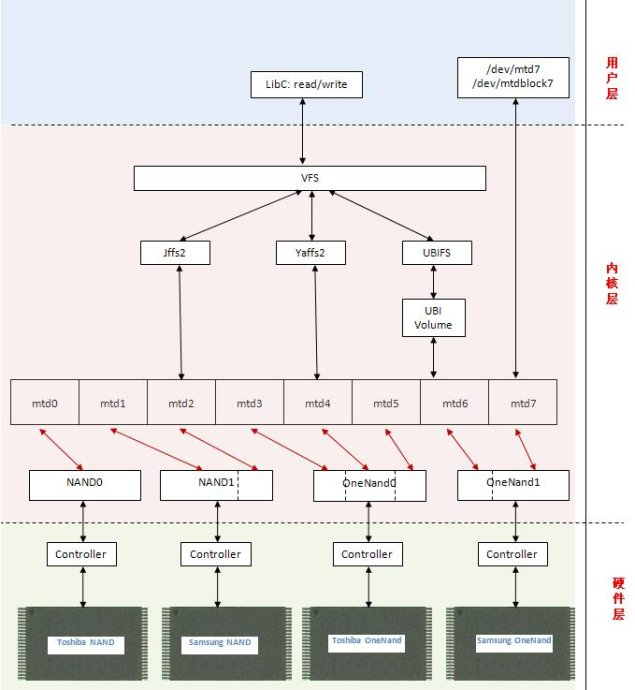 LibC: read/write
/dev/mtd7
/dev/mtdblock7
用户层
VFS
Jffs2
Yaffs2
UBIFS
内核层
UBI
Volume
mtd0
mtd1
mtd2
mtd3
mtd4
mtd5
mtd6
mtd7
NAND0
NAND1
OneNand0
OneNand1
Controller
Controller
Controller
Controller
硬件层
Toshiba NAND
Samsung NAND
Toshiba OneNand
Samsung OneNand